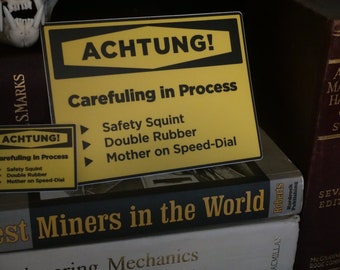 ACHTUNG!
Carefuling in Process
Safety Squint
Double Rubber
Mother on Speed-Dial
ACHTUNG!
Carefuling in Process
Safety Squint
Double Rubber
Mother on Speed-Dial
S.MARKS
est Miners in the World
Mechanics